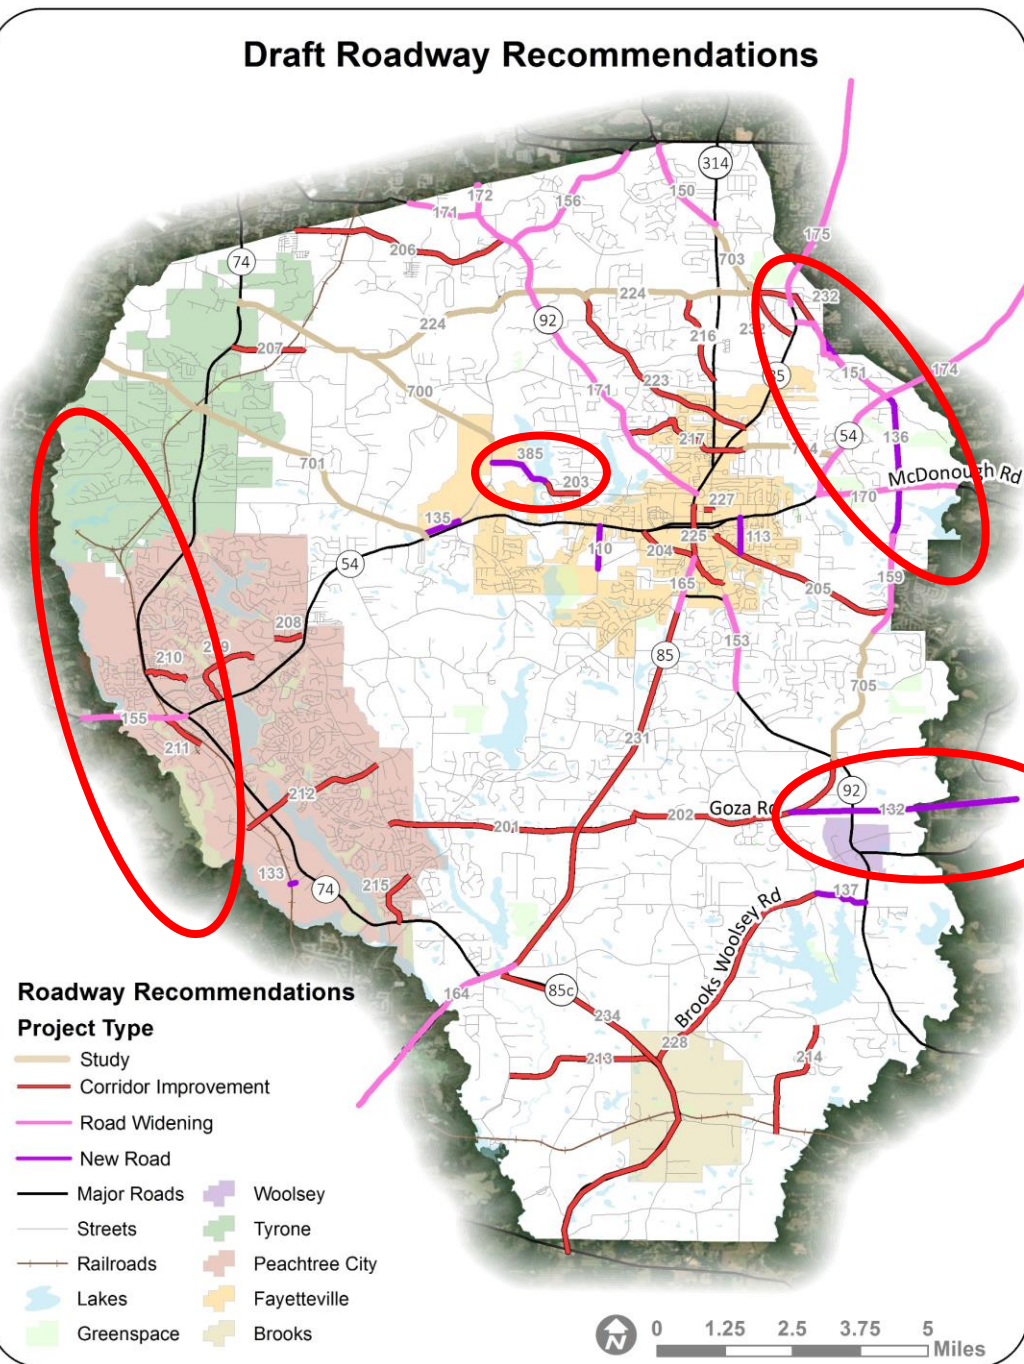 Draft Roadway Recommendations
314
172
150
171
156
175
206
74
703
224
232
224
92
216
232
207
85
174
223
151
700
171
217
54
136
704
701
385
McDonough Rd
203
170
227
135
225
113
110
204
54
159
165
205
208
153
209
85
210
705
155
231
211
92
212
Goza Rd
132
202
201
133
74
215
137
Brooks Woolsey Rd
164
85c
234
228
213
214
Roadway Recommendations
Project Type
Study
Corridor Improvement
Road Widening
New Road
Major Roads
Woolsey
Streets
Tyrone
Railroads
Peachtree City
Lakes
Fayetteville
Greenspace
Brooks
0 1.25 2.5 3.75 5
Miles